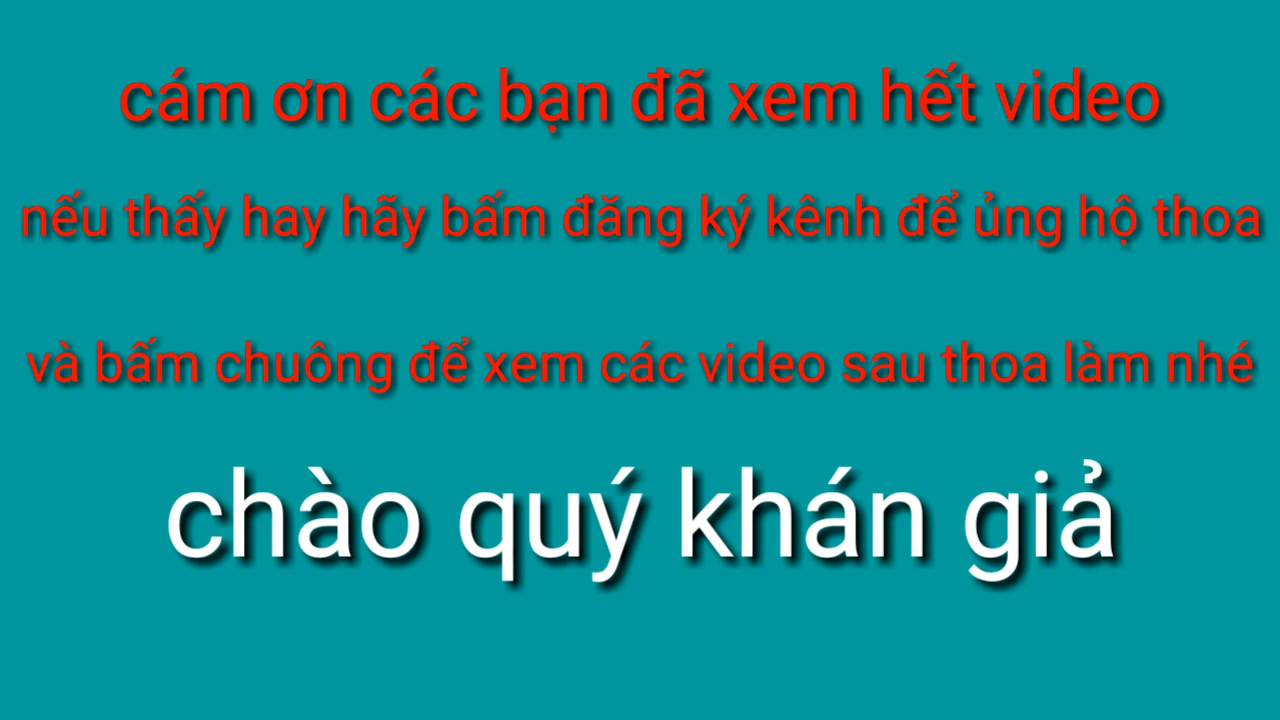 cám ơn các bạn đã xem hết video
nếu thấy hay hãy bấm đăng ký kênh để ủng hộ thoa
và bấm chuông để xem các video sau thoa làm nhé
chào quý khán giả